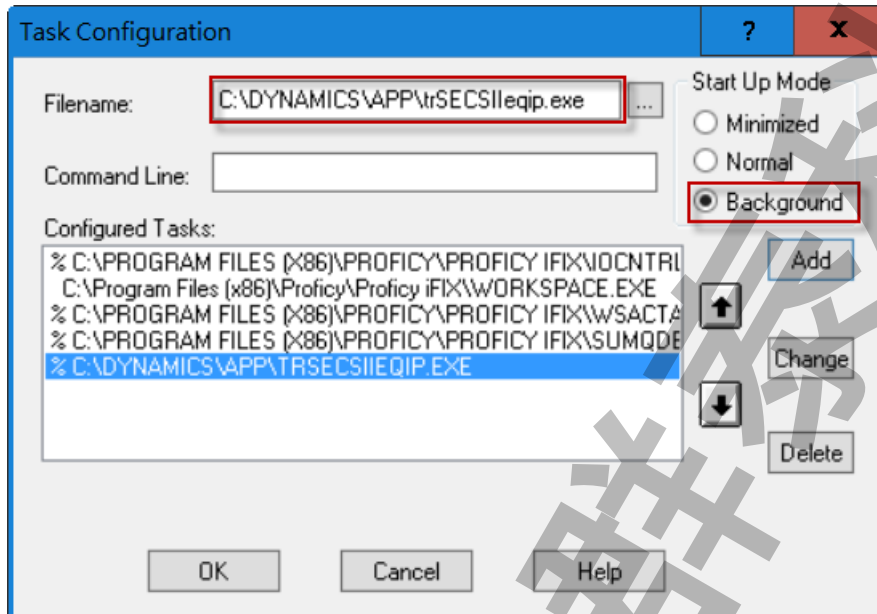 Task Configuration
?
x
Filename:
C:\DYNAMICS\APP\trSECSIIeqip.exe
...
Start Up Mode
Minimized
Normal
Background
Command Line:
Configured Tasks:
% C:\PROGRAM FILES (X86)\PROFICY\PROFICY IFIX\IOCNTRL
C:\Program Files (x86)\Proficy\Proficy iFIX\WORKSPACE.EXE
% C:\PROGRAM FILES (X86)\PROFICY\PROFICY IFIX\WSACTA
% C:\PROGRAM FILES (X86)\PROFICY\PROFICY IFIX\SUMQDE
% C:\DYNAMICS\APP\TRSECSIIEQIP.EXE
Add
Change
Delete
OK
Cancel
Help